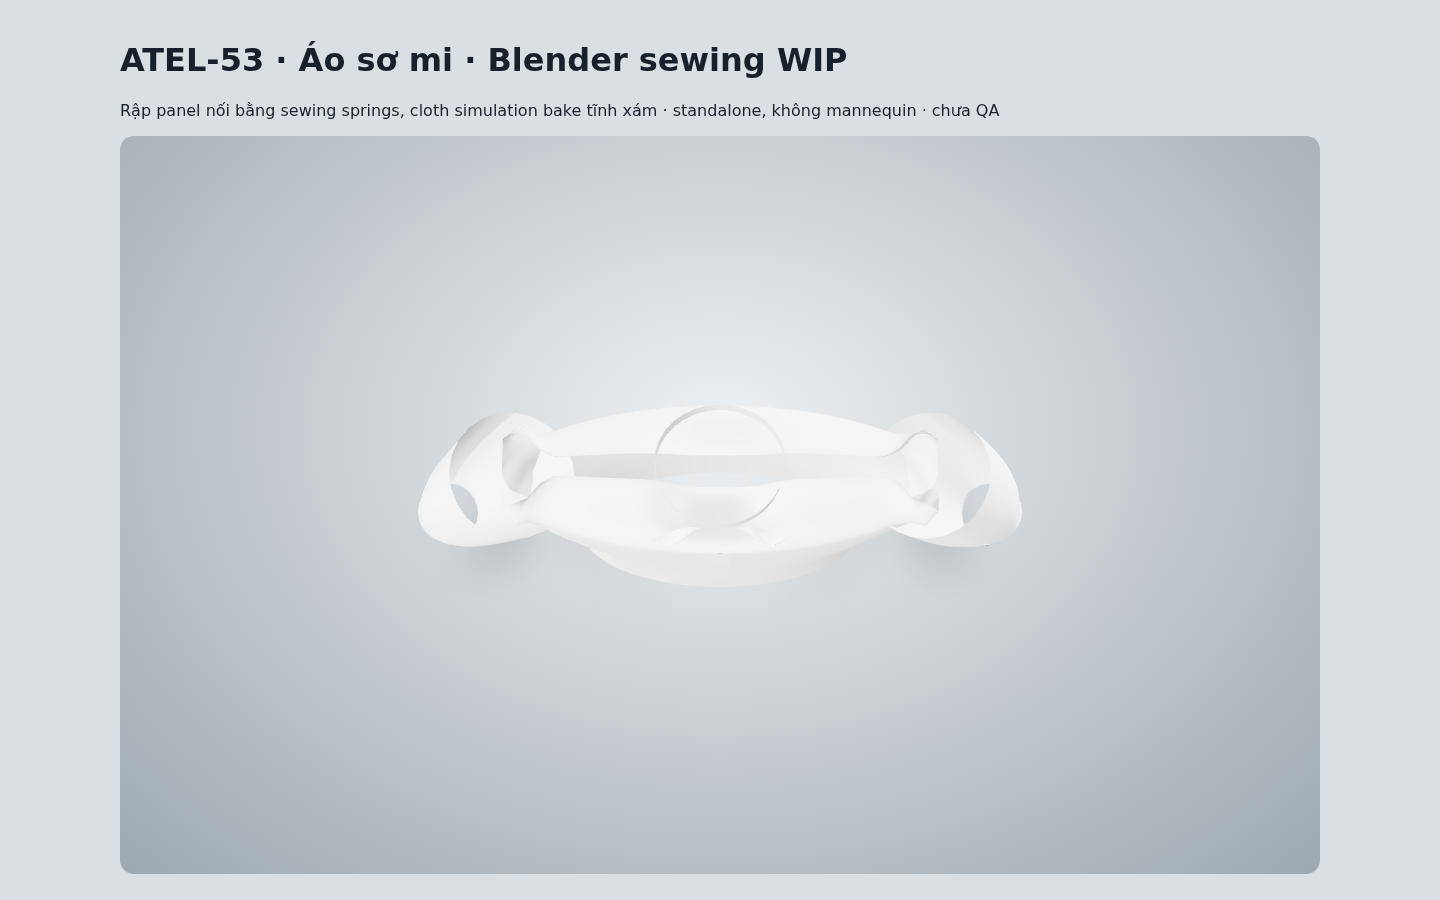 ATEL-53 · Áo sơ mi · Blender sewing WIP
Rập panel nối bằng sewing springs, cloth simulation bake tĩn xám · standalone, không mannequin · chưa QA